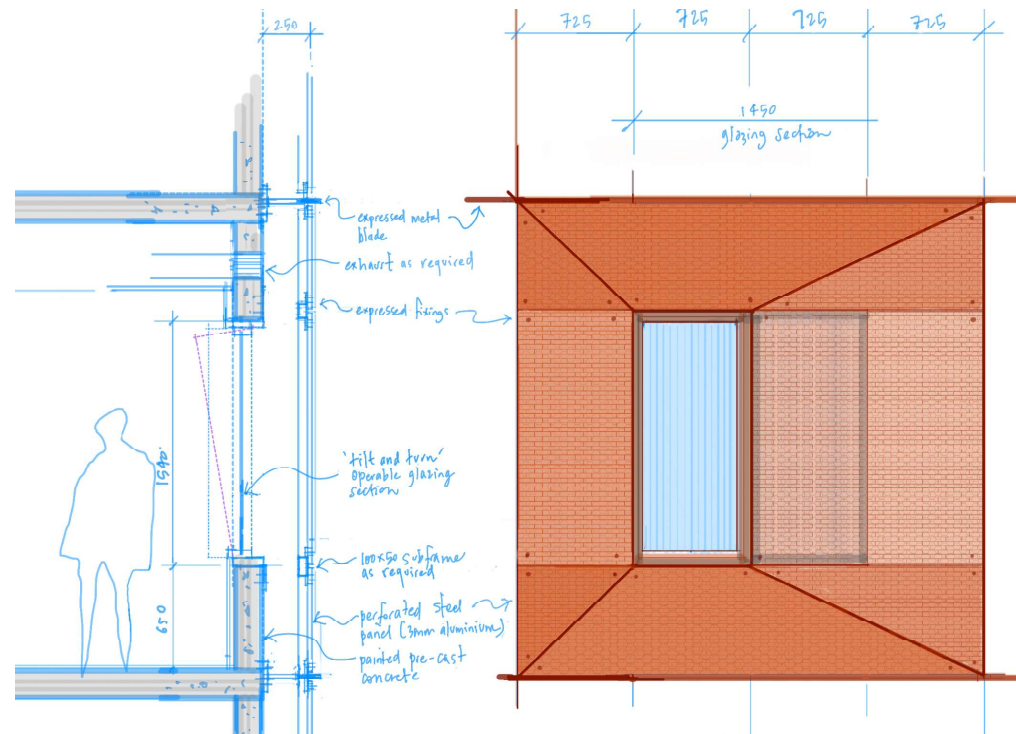 250
725
725
725
725
1450
glazing section
expressed metal
blade
exhaust as required
expressed fixings
'tilt and turn'
operable glazing
section
1590
100x50 subframe
as required
650
perforated steel
panel (3mm aluminium)
painted pre-cast
concrete